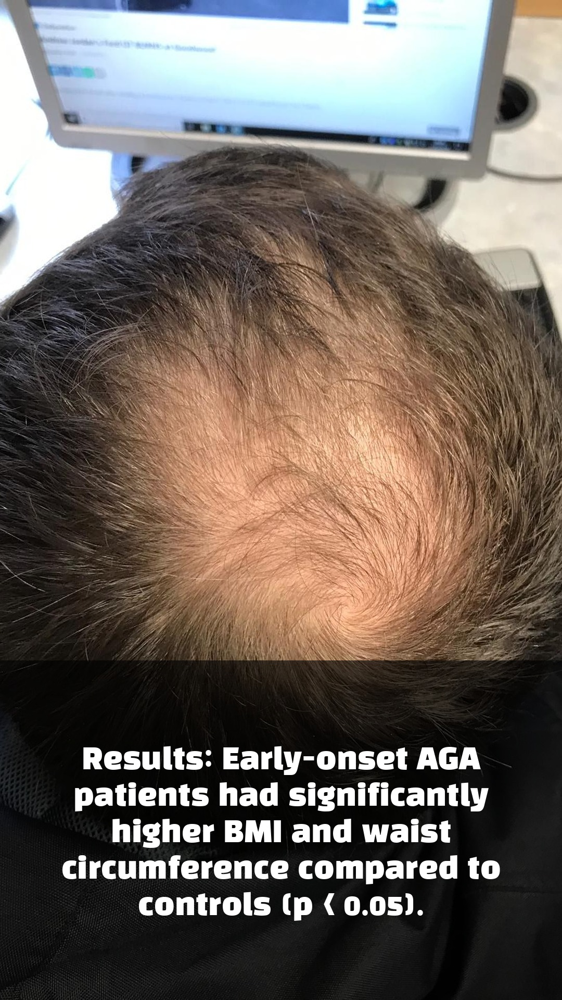 Results: Early-onset AGA
patients had significantly
higher BMI and waist
circumference compared to
controls (p < 0.05).